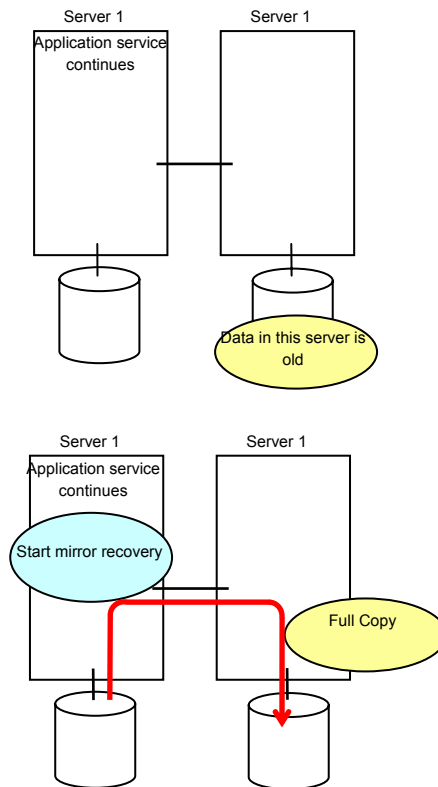 Server 1
Server 1
Application service
continues
Data in this server is
old
Server 1
Server 1
Application service
continues
Start mirror recovery
Full Copy